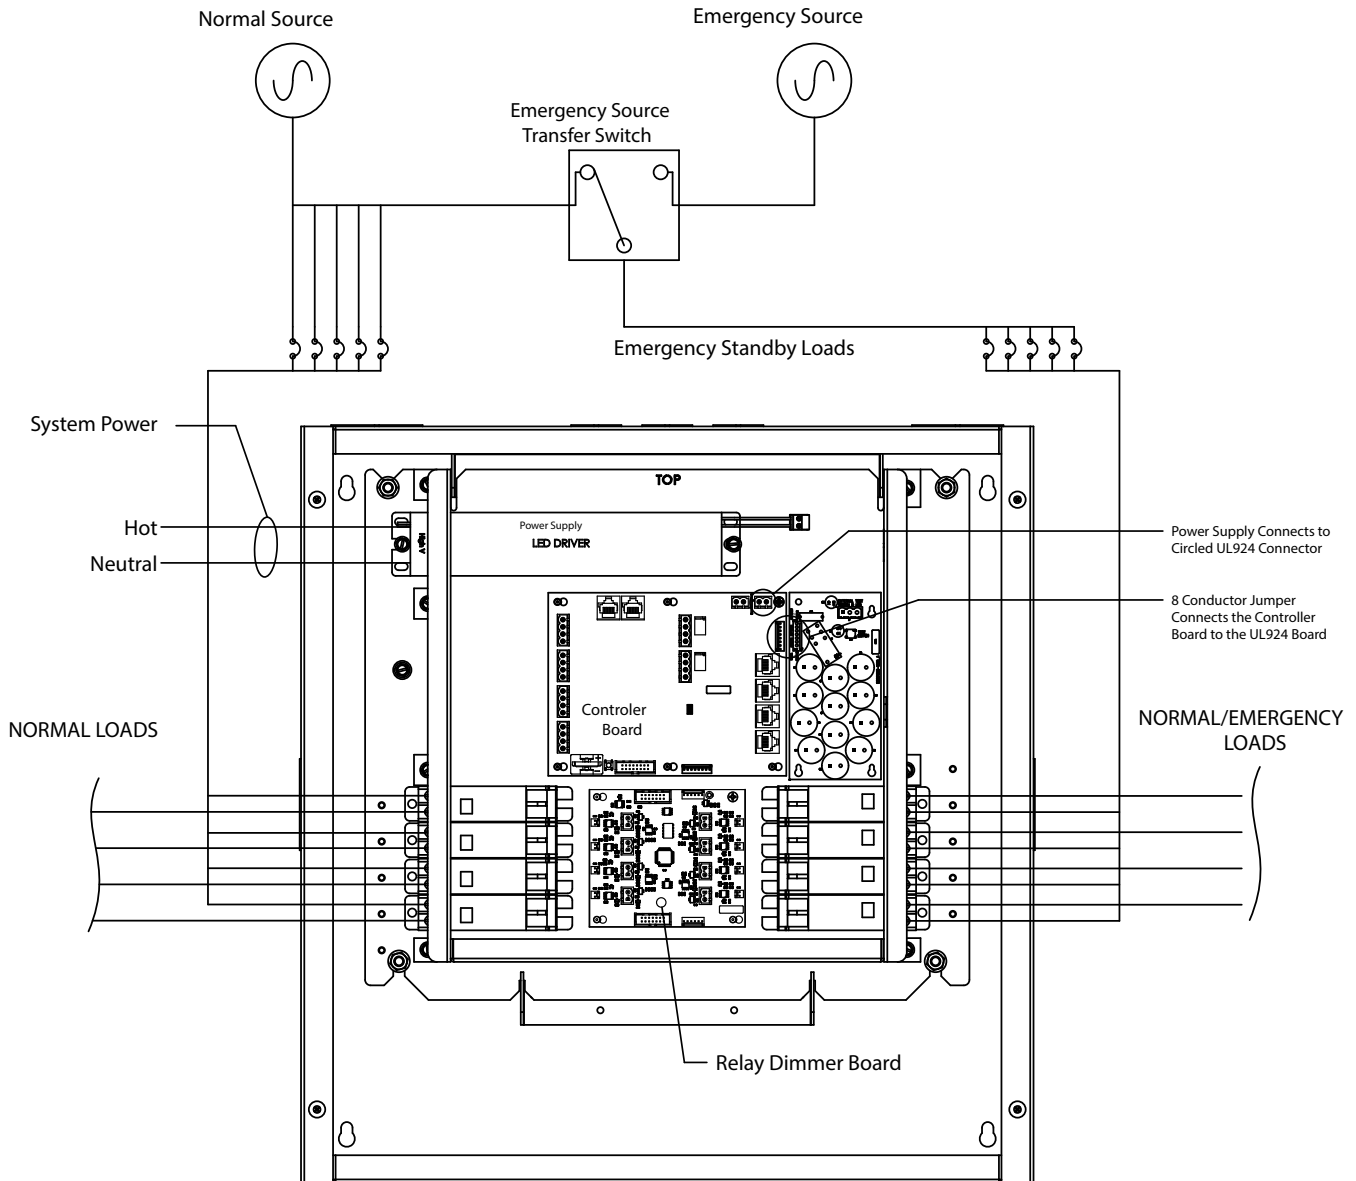 Normal Source
Emergency Source
Emergency Source
Transfer Switch
Emergency Standby Loads
System Power
TOP
Hot
Neutral
Power Supply
LED DRIVER
High V
Power Supply Connects to
Circled UL924 Connector
8 Conductor Jumper
Connects the Controller
Board to the UL924 Board
Controler
Board
NORMAL LOADS
NORMAL/EMERGENCY
LOADS
Relay Dimmer Board